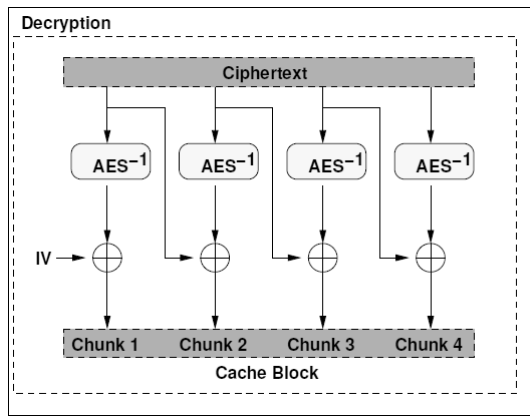 Decryption
Ciphertext
AES⁻¹ AES⁻¹ AES⁻¹ AES⁻¹
IV
Chunk 1 Chunk 2 Chunk 3 Chunk 4
Cache Block